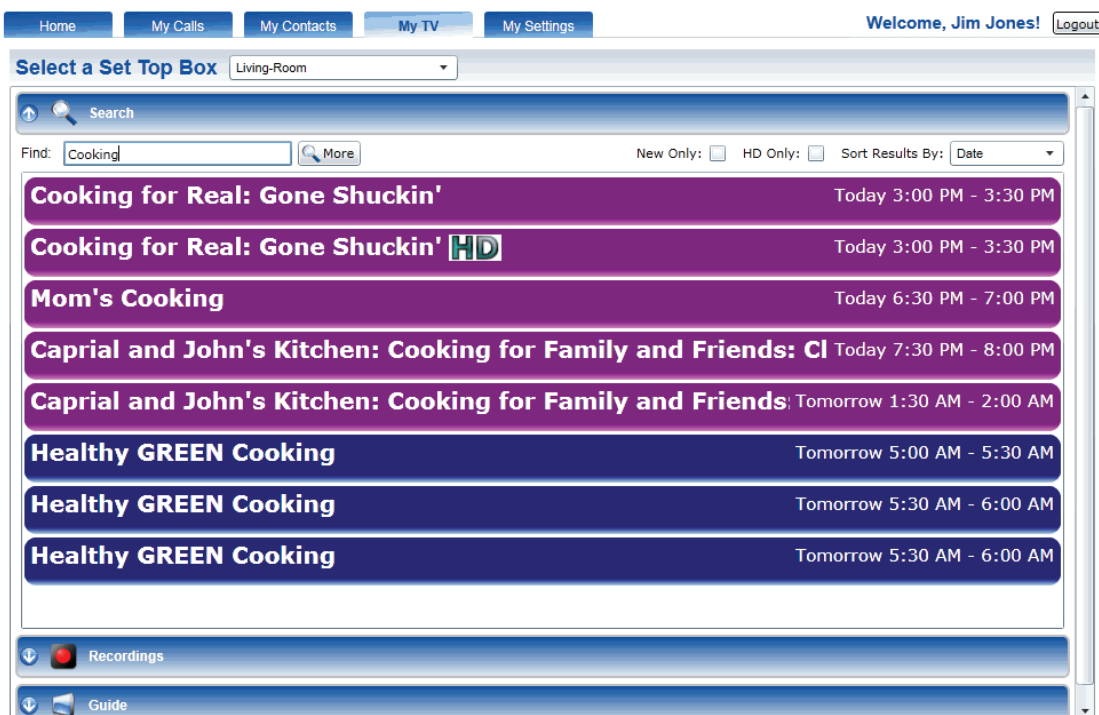 Home My Calls My Contacts My TV My Settings Welcome, Jim Jones! Logout
Select a Set Top Box Living-Room
Search
Find: Cooking More New Only: HD Only: Sort Results By: Date
Cooking for Real: Gone Shuckin' Today 3:00 PM - 3:30 PM
Cooking for Real: Gone Shuckin' HD Today 3:00 PM - 3:30 PM
Mom's Cooking Today 6:30 PM - 7:00 PM
Caprial and John's Kitchen: Cooking for Family and Friends: Cl Today 7:30 PM - 8:00 PM
Caprial and John's Kitchen: Cooking for Family and Friends: Tomorrow 1:30 AM - 2:00 AM
Healthy GREEN Cooking Tomorrow 5:00 AM - 5:30 AM
Healthy GREEN Cooking Tomorrow 5:30 AM - 6:00 AM
Healthy GREEN Cooking Tomorrow 5:30 AM - 6:00 AM
Recordings
Guide